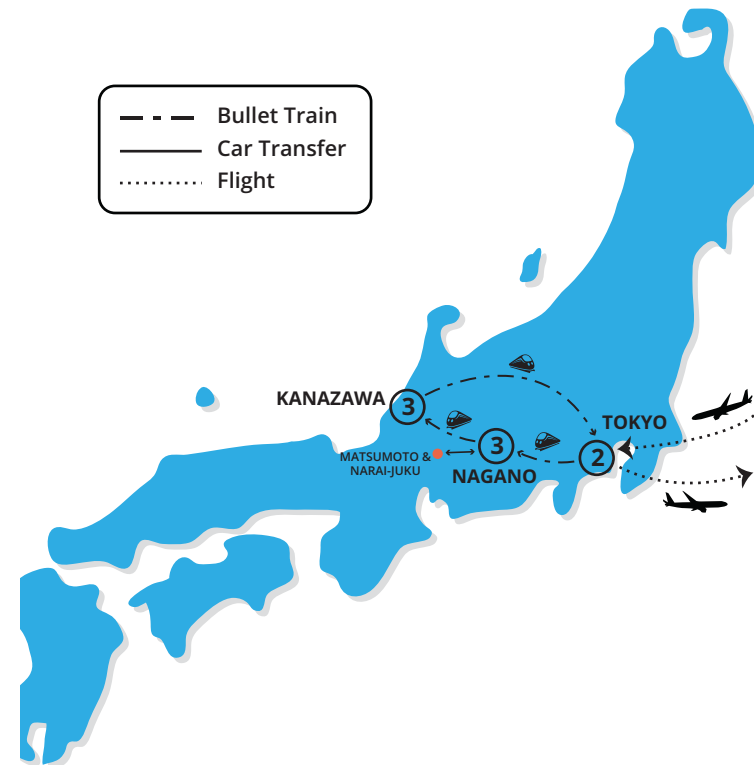 Bullet Train
Car Transfer
Flight
KANAZAWA
3
TOKYO
3
2
MATSUMOTO &
NARAI-JUKU
NAGANO